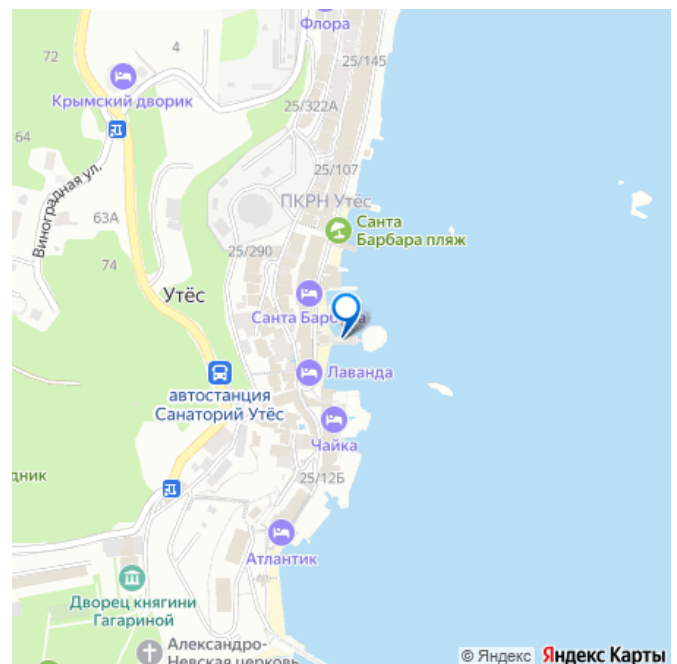 Флора
4
72
25/145
Крымский дворик
25/322А
64
25/107
Виноградная ул.
ПКРН Утёс
63А
Санта
Барбара пляж
25/290
74
Утёс
Санта Барбара
Лаванда
автостанция
Санаторий Утёс
Чайка
дник
25/12Б
Атлантик
Дворец княгини
Гагариной
Александро-
Невская церковь
© Яндекс Яндекс Карты